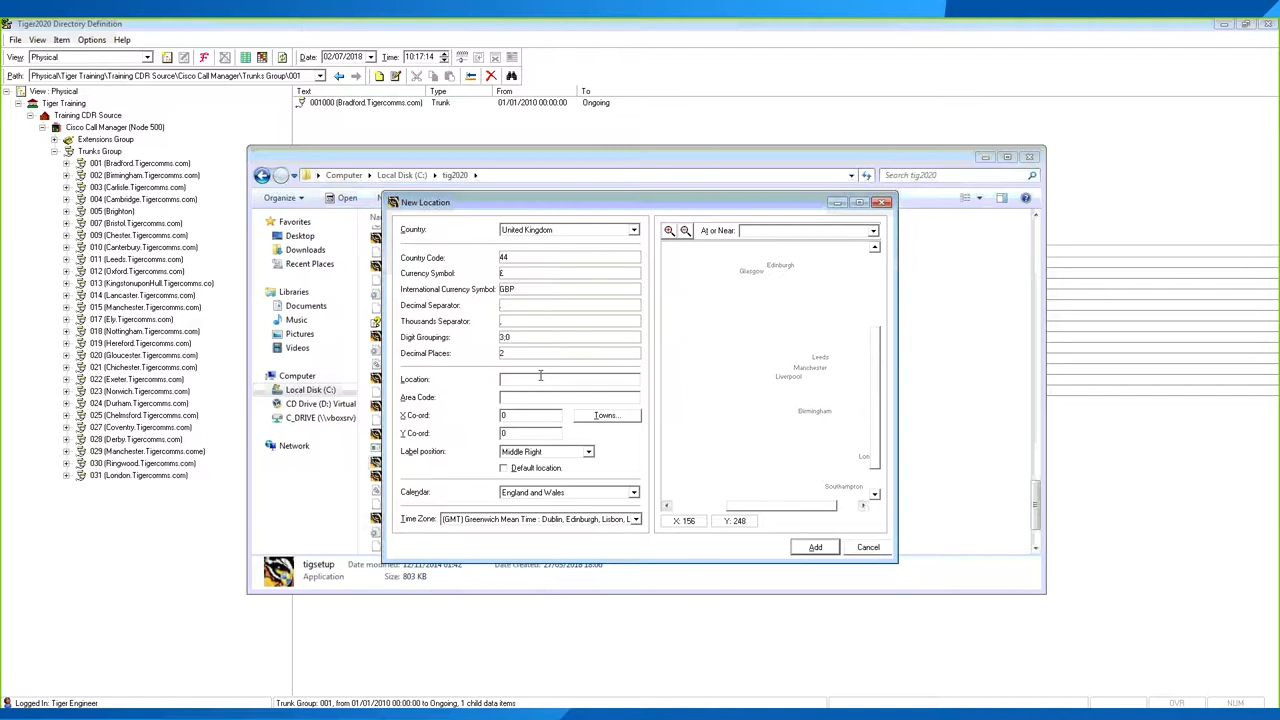 Tiger2020 Directory Definition
File View Item Options Help
View: Physical Date: 02/07/2018 Time: 10:17:14
Path: Physical\Tiger Training\Training CDR Source\Cisco Call Manager\Trunks Group\001
View : Physical
Tiger Training
Training CDR Source
Cisco Call Manager (Node 500)
Extensions Group
Trunks Group
001 (Bradford.Tigercomms.com)
002 (Birmingham.Tigercomms.com)
003 (Carlisle.Tigercomms.com)
004 (Cambridge.Tigercomms.com)
005 (Brighton)
007 (Bristol.Tigercomms.com)
009 (Chester.Tigercomms.com)
010 (Canterbury.Tigercomms.com)
011 (Leeds.Tigercomms.com)
012 (Oxford.Tigercomms.com)
013 (KingstonuponHull.Tigercomms.co)
014 (Lancaster.Tigercomms.com)
015 (Manchester.Tigercomms.com)
017 (Ely.Tigercomms.com)
018 (Nottingham.Tigercomms.com)
019 (Hereford.Tigercomms.com)
020 (Gloucester.Tigercomms.com)
021 (Chichester.Tigercomms.com)
022 (Exeter.Tigercomms.com)
023 (Norwich.Tigercomms.com)
024 (Durham.Tigercomms.com)
025 (Chelmsford.Tigercomms.com)
027 (Coventry.Tigercomms.com)
028 (Derby.Tigercomms.com)
029 (Manchester.Tigercomms.come)
030 (Ringwood.Tigercomms.com)
031 (London.Tigercomms.com)
Text Type From To
001000 (Bradford.Tigercomms.com) Trunk 01/01/2010 00:00:00 Ongoing
Computer Local Disk (C:) tig2020 Search tig2020
Organize Open
Favorites
Desktop
Downloads
Recent Places
Libraries
Documents
Music
Pictures
Videos
Computer
Local Disk (C:)
CD Drive (D:) Virtual
C_DRIVE (\\vboxsrv)
Network
New Location
Country: United Kingdom
Country Code: 44
Currency Symbol: £
International Currency Symbol: GBP
Decimal Separator: .
Thousands Separator: ,
Digit Groupings: 3;0
Decimal Places: 2
Location:
Area Code:
X Co-ord: 0 Towns...
Y Co-ord: 0
Label position: Middle Right
Default location.
Calendar: England and Wales
Time Zone: (GMT) Greenwich Mean Time : Dublin, Edinburgh, Lisbon, L
At or Near:
Edinburgh
Glasgow
Leeds
Manchester
Liverpool
Birmingham
Lon
Southampton
X: 156 Y: 248
Add Cancel
tigsetup Date modified: 12/11/2014 01:42
Application Size: 803 KB
Logged In: Tiger Engineer Trunk Group: 001, from 01/01/2010 00:00:00 to Ongoing, 1 child data items OVR NUM